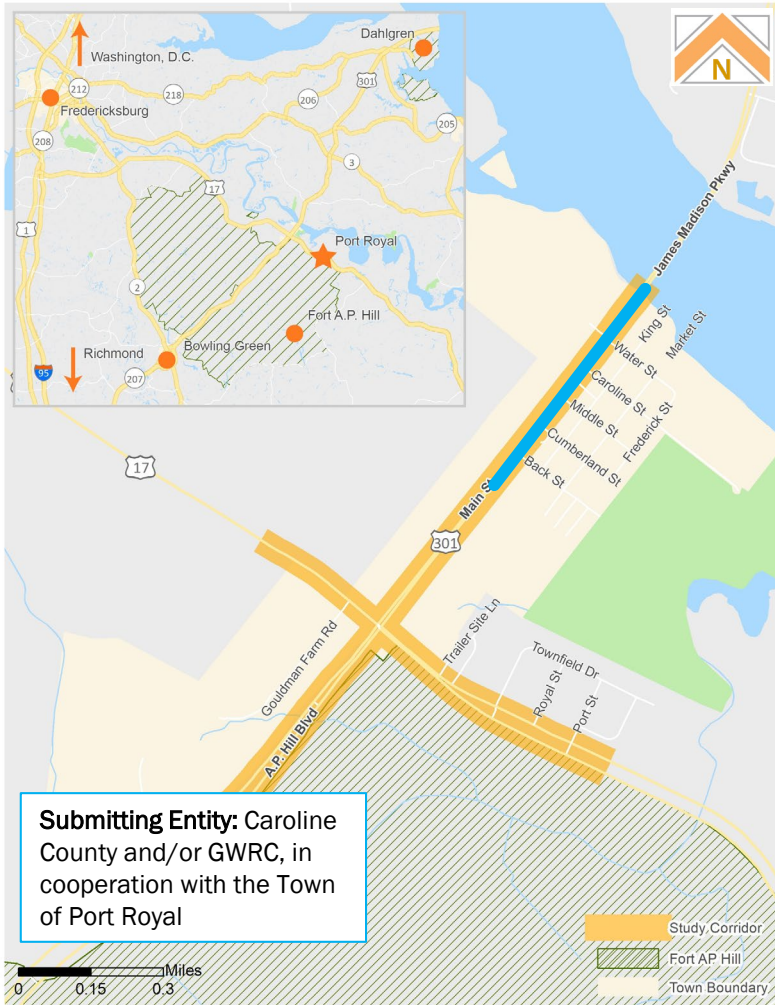 Washington, D.C.
Dahlgren
301
212
218
206
Fredericksburg
208
205
3
17
1
Port Royal
2
Fort A.P. Hill
Richmond
Bowling Green
95
207
N
James Madison Pkwy
King St
Market St
Water St
Caroline St
Middle St
Frederick St
Cumberland St
Back St
17
Main St
301
Trailer Site Ln
Gouldman Farm Rd
Townfield Dr
Royal St
Port St
A.P. Hill Blvd
Submitting Entity: Caroline
County and/or GWRC, in
cooperation with the Town
of Port Royal
Study Corridor
Fort AP Hill
Town Boundary
Miles
0 0.15 0.3